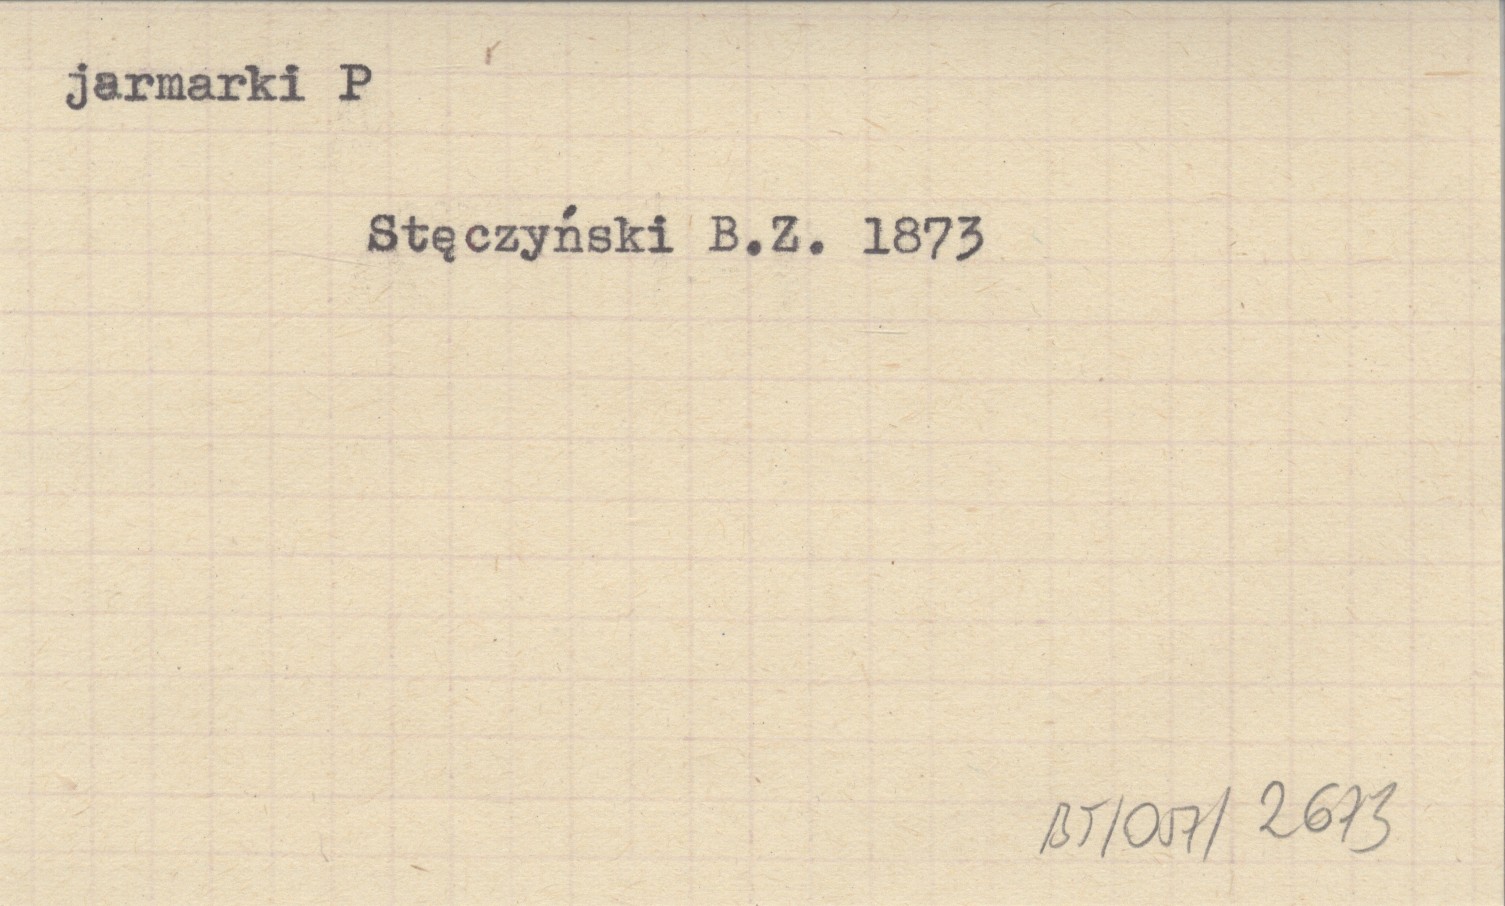 jarmarki P
Stęczyński B.Z. 1873
BT/057/ 2673